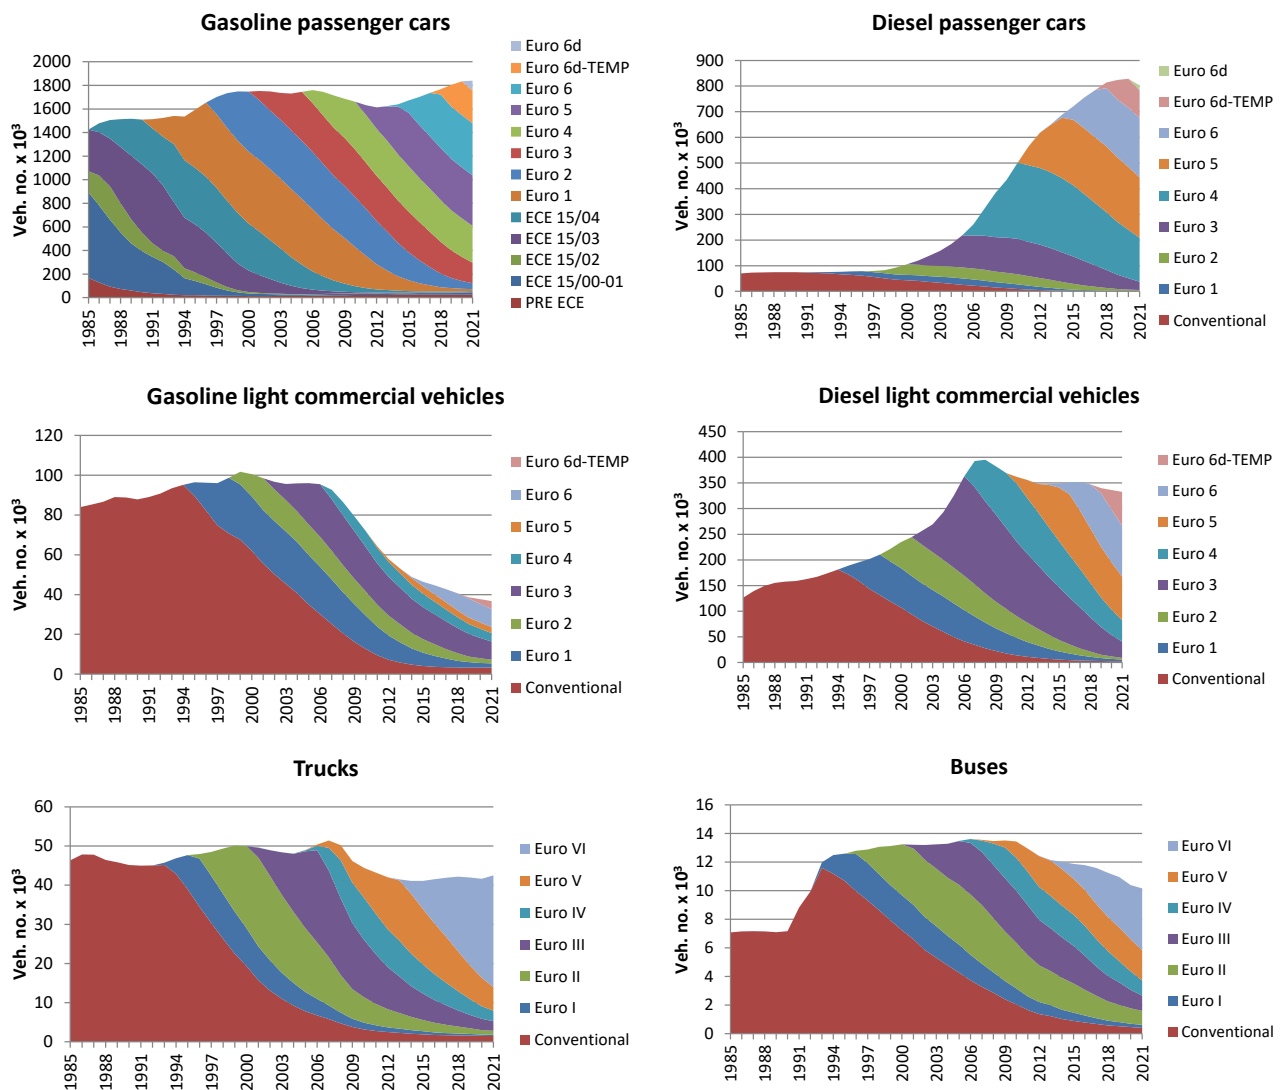 Gasoline passenger cars
Veh. no. x 10³
2000
1800
1600
1400
1200
1000
800
600
400
200
0
1985
1988
1991
1994
1997
2000
2003
2006
2009
2012
2015
2018
2021
Euro 6d
Euro 6d-TEMP
Euro 6
Euro 5
Euro 4
Euro 3
Euro 2
Euro 1
ECE 15/04
ECE 15/03
ECE 15/02
ECE 15/00-01
PRE ECE
Diesel passenger cars
Veh. no. x 10³
900
800
700
600
500
400
300
200
100
0
1985
1988
1991
1994
1997
2000
2003
2006
2009
2012
2015
2018
2021
Euro 6d
Euro 6d-TEMP
Euro 6
Euro 5
Euro 4
Euro 3
Euro 2
Euro 1
Conventional
Gasoline light commercial vehicles
Veh. no. x 10³
120
100
80
60
40
20
0
1985
1988
1991
1994
1997
2000
2003
2006
2009
2012
2015
2018
2021
Euro 6d-TEMP
Euro 6
Euro 5
Euro 4
Euro 3
Euro 2
Euro 1
Conventional
Diesel light commercial vehicles
Veh. no. x 10³
450
400
350
300
250
200
150
100
50
0
1985
1988
1991
1994
1997
2000
2003
2006
2009
2012
2015
2018
2021
Euro 6d-TEMP
Euro 6
Euro 5
Euro 4
Euro 3
Euro 2
Euro 1
Conventional
Trucks
Veh. no. x 10³
60
50
40
30
20
10
0
1985
1988
1991
1994
1997
2000
2003
2006
2009
2012
2015
2018
2021
Euro VI
Euro V
Euro IV
Euro III
Euro II
Euro I
Conventional
Buses
Veh. no. x 10³
16
14
12
10
8
6
4
2
0
1985
1988
1991
1994
1997
2000
2003
2006
2009
2012
2015
2018
2021
Euro VI
Euro V
Euro IV
Euro III
Euro II
Euro I
Conventional